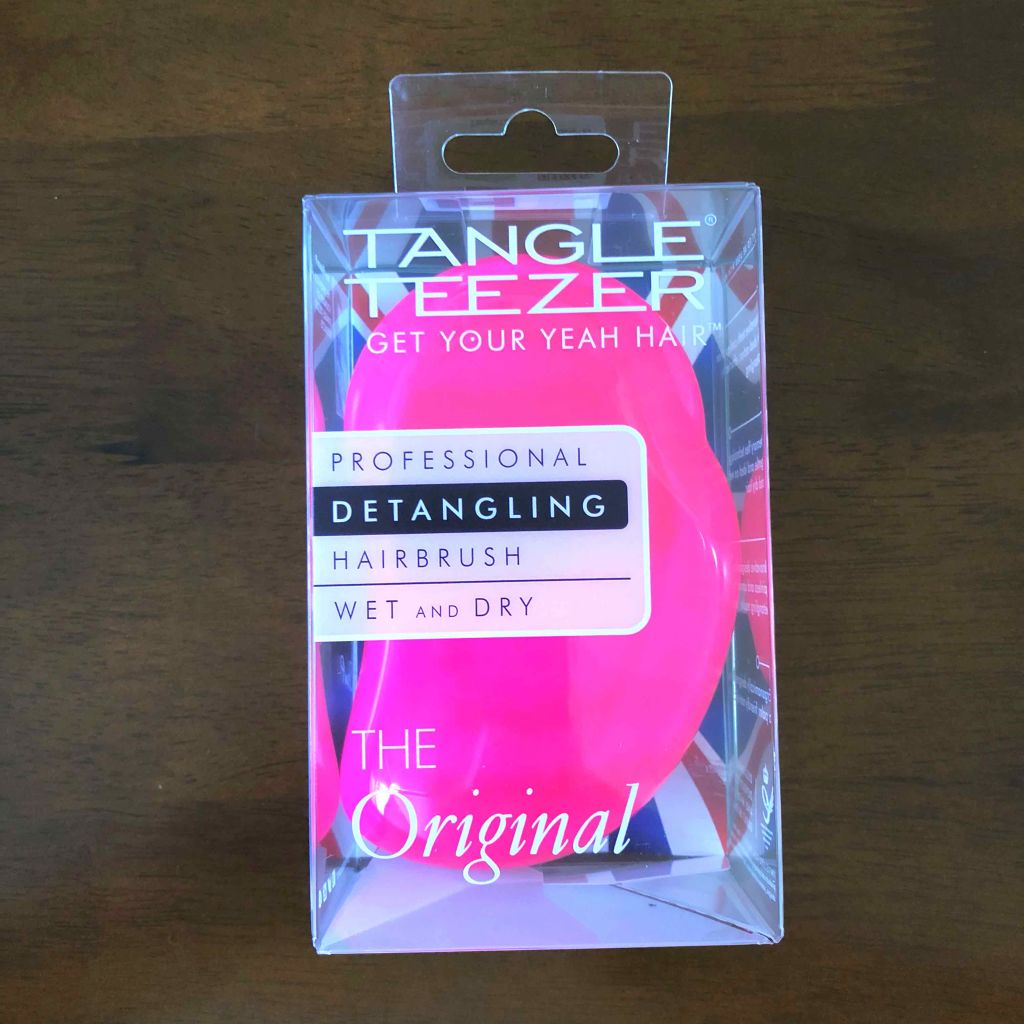 TANGLE®
TEEZER
GET YOUR YEAH HAIR™
PROFESSIONAL
DETANGLING
HAIRBRUSH
WET AND DRY
THE
Original